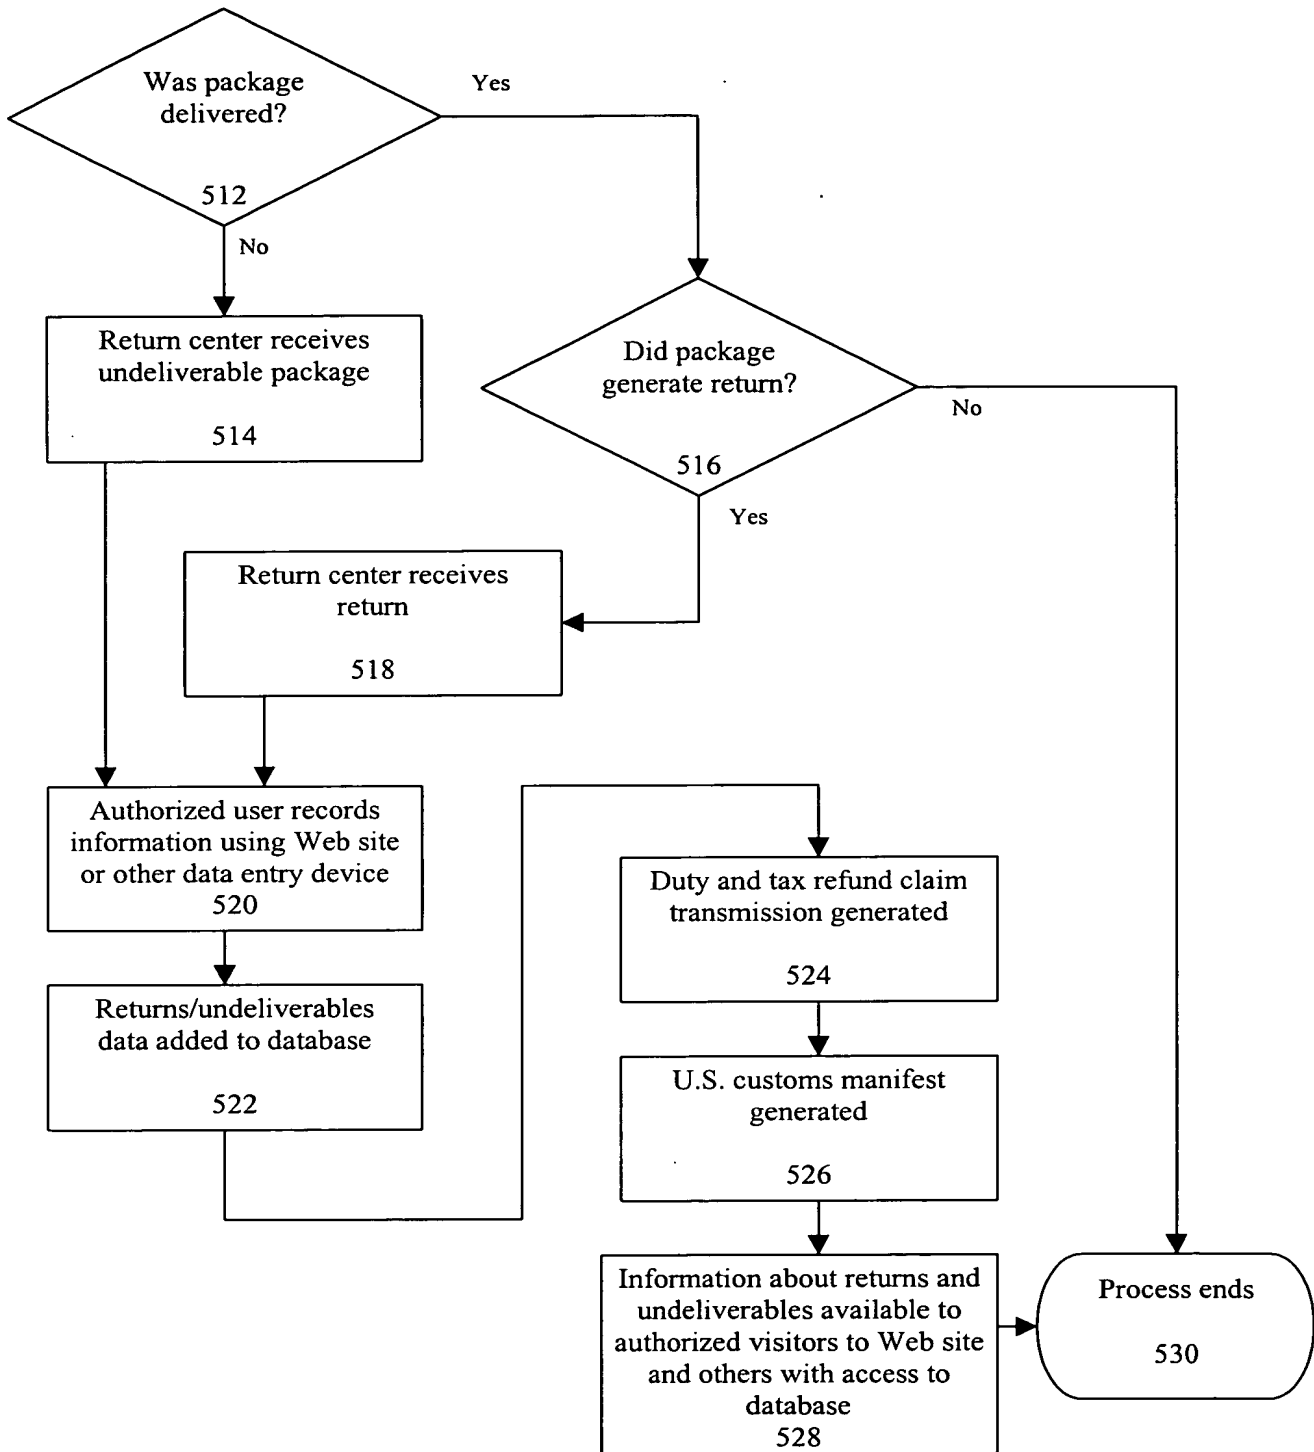 Was package
delivered?
512
Yes
No
Return center receives
undeliverable package
514
Did package
generate return?
516
No
Yes
Return center receives
return
518
Authorized user records
information using Web site
or other data entry device
520
Duty and tax refund claim
transmission generated
524
Returns/undeliverables
data added to database
522
U.S. customs manifest
generated
526
Information about returns and
undeliverables available to
authorized visitors to Web site
and others with access to
database
528
Process ends
530